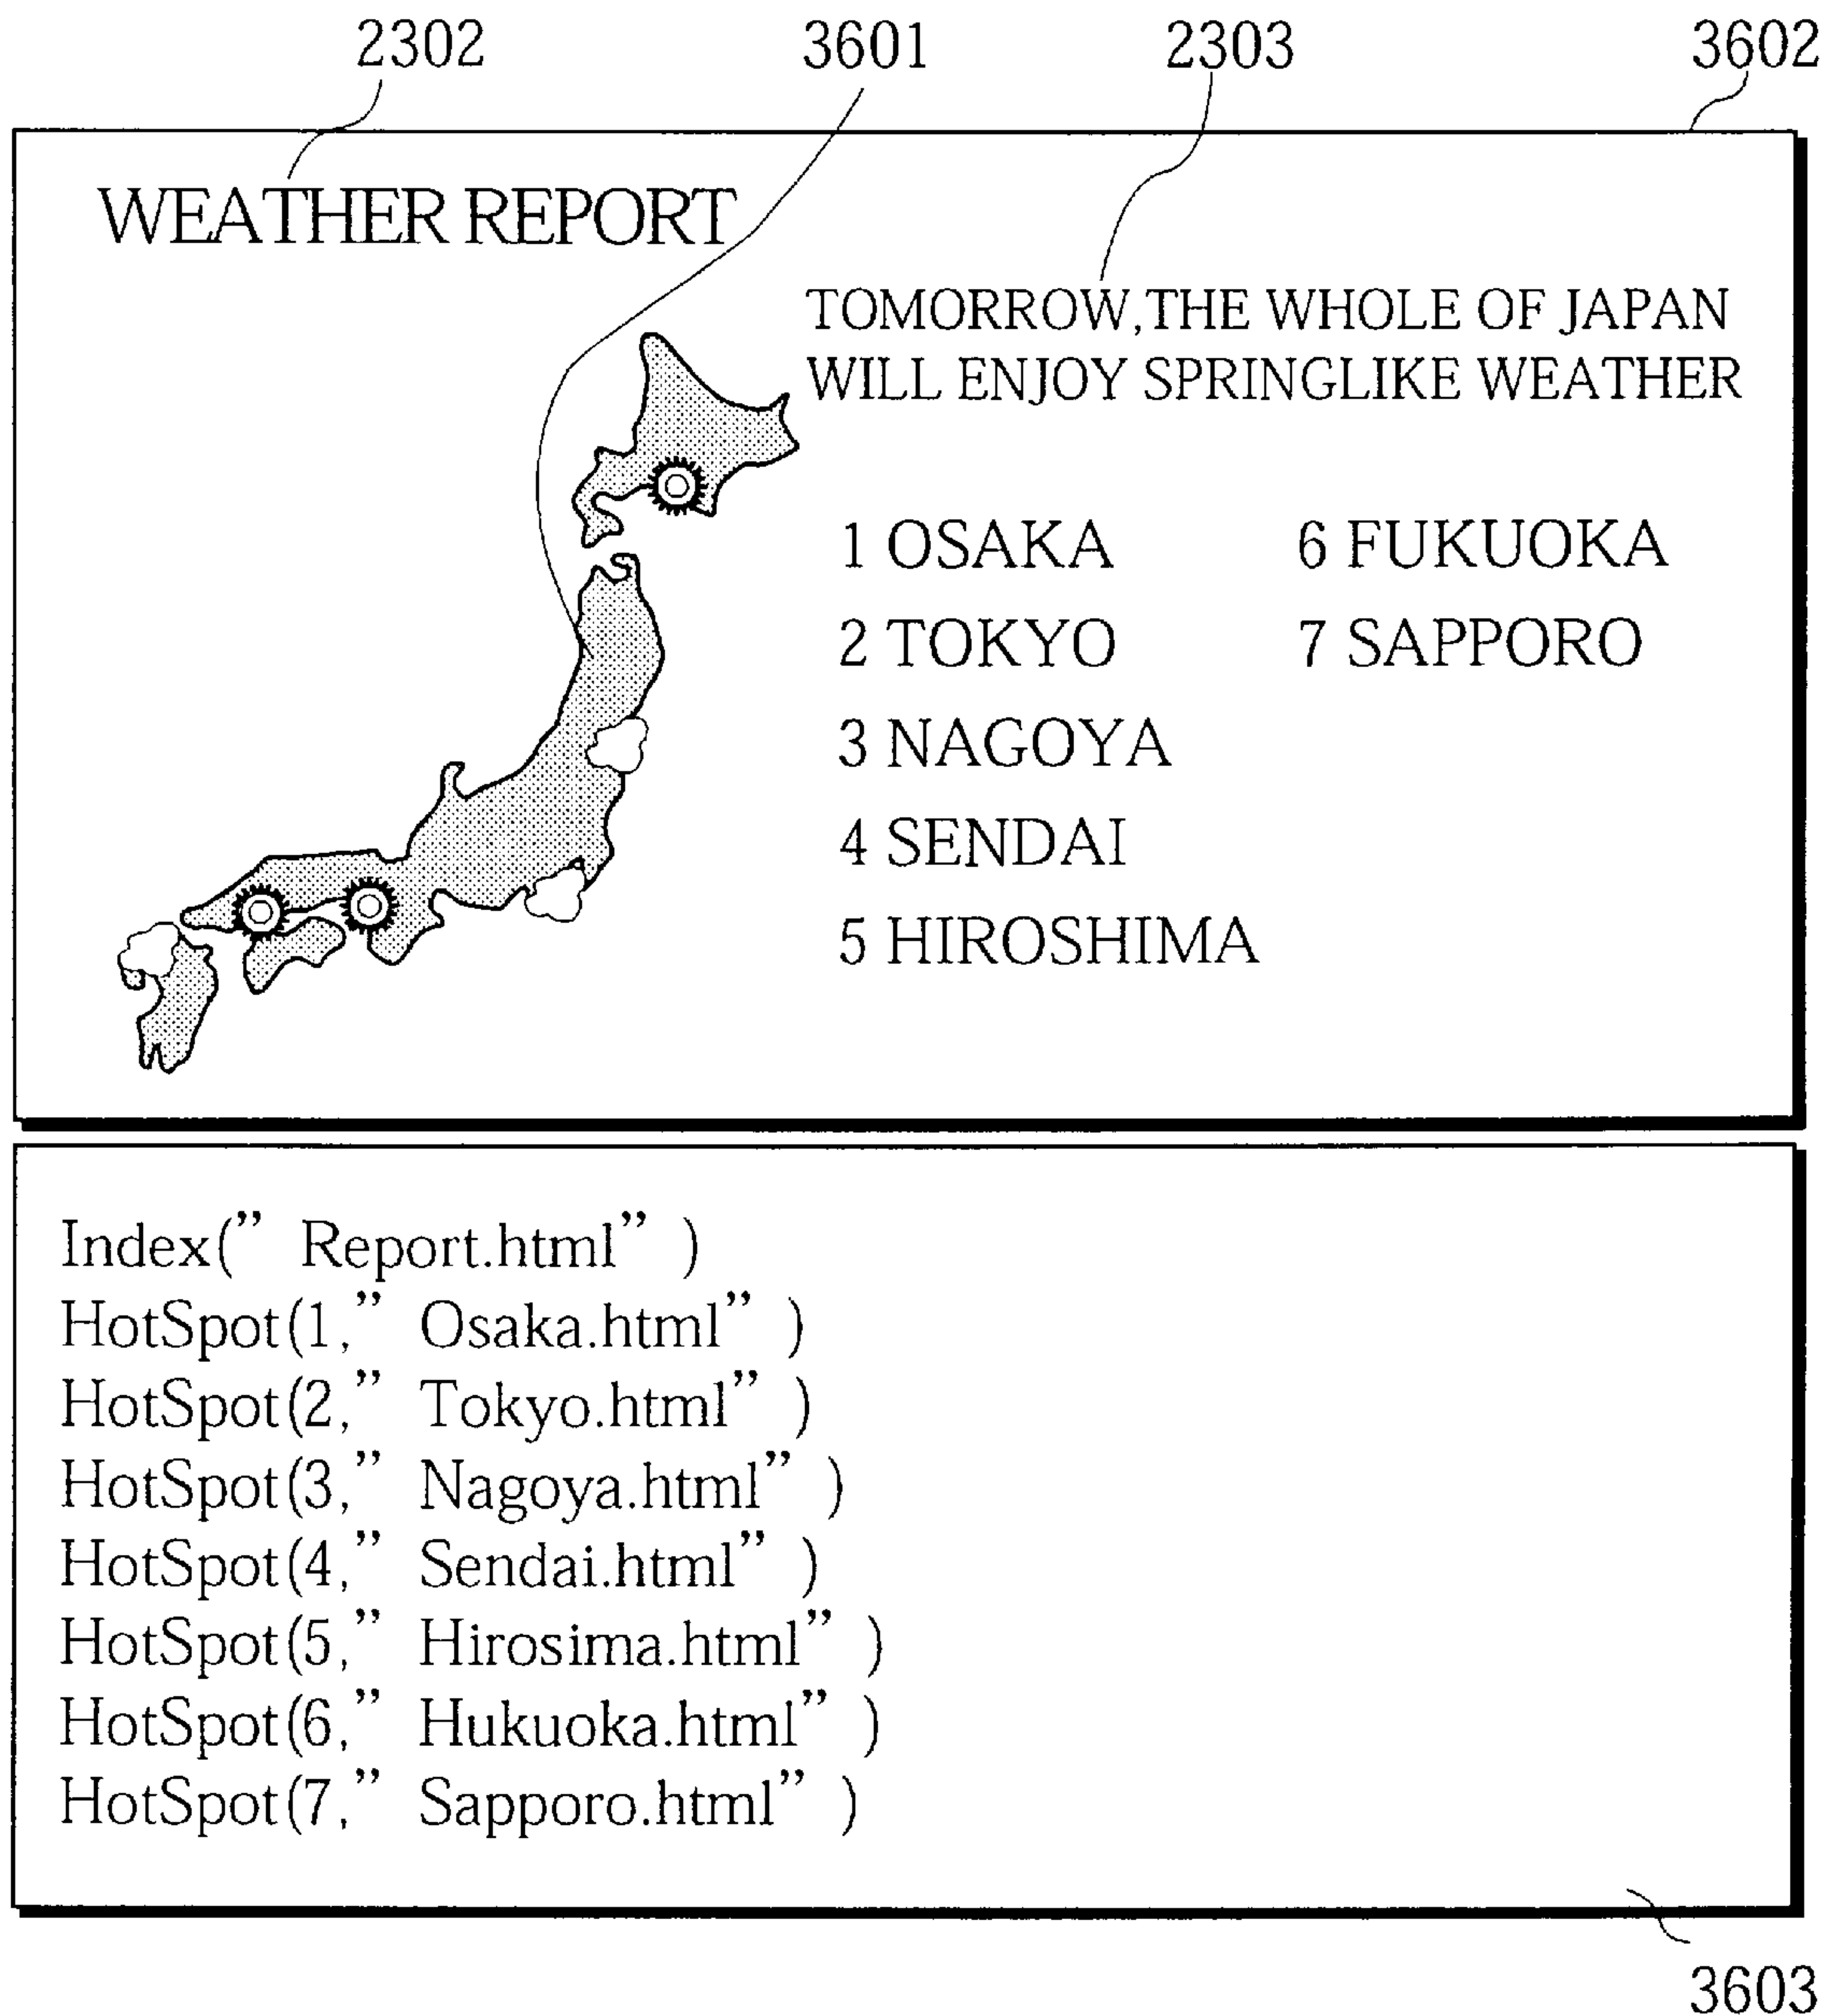 2302 3601 2303 3602
WEATHER REPORT
TOMORROW,THE WHOLE OF JAPAN
WILL ENJOY SPRINGLIKE WEATHER
1 OSAKA 6 FUKUOKA
2 TOKYO 7 SAPPORO
3 NAGOYA
4 SENDAI
5 HIROSHIMA
Index(” Report.html” )
HotSpot(1,” Osaka.html” )
HotSpot(2,” Tokyo.html” )
HotSpot(3,” Nagoya.html” )
HotSpot(4,” Sendai.html” )
HotSpot(5,” Hirosima.html” )
HotSpot(6,” Hukuoka.html” )
HotSpot(7,” Sapporo.html” )
3603